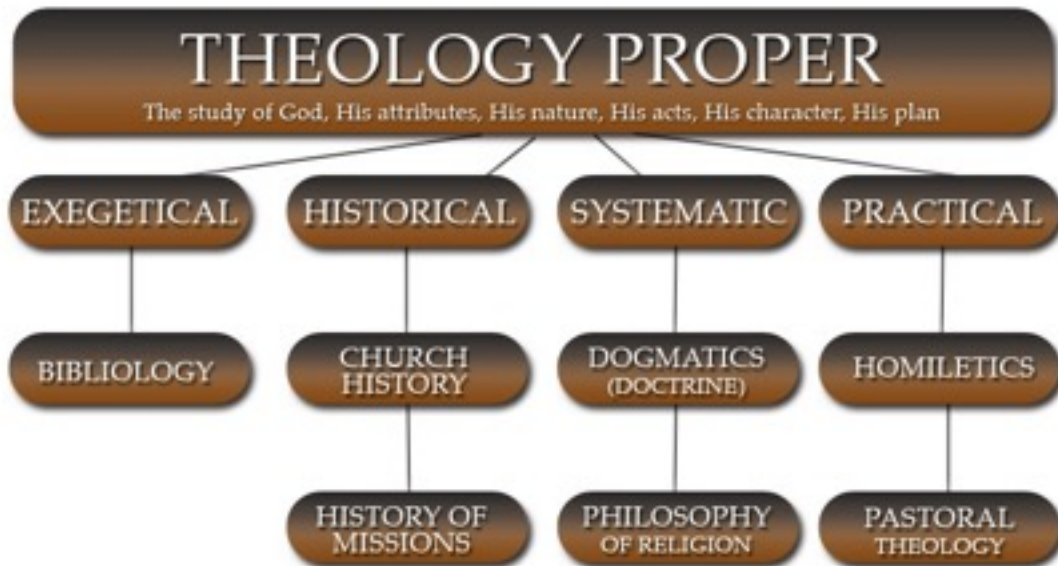 THEOLOGY PROPER
The study of God, His attributes, His nature, His acts, His character, His plan
EXEGETICAL
HISTORICAL
SYSTEMATIC
PRACTICAL
BIBLIOLOGY
CHURCH
HISTORY
DOGMATICS
(DOCTRINE)
HOMILETICS
HISTORY OF
MISSIONS
PHILOSOPHY
OF RELIGION
PASTORAL
THEOLOGY